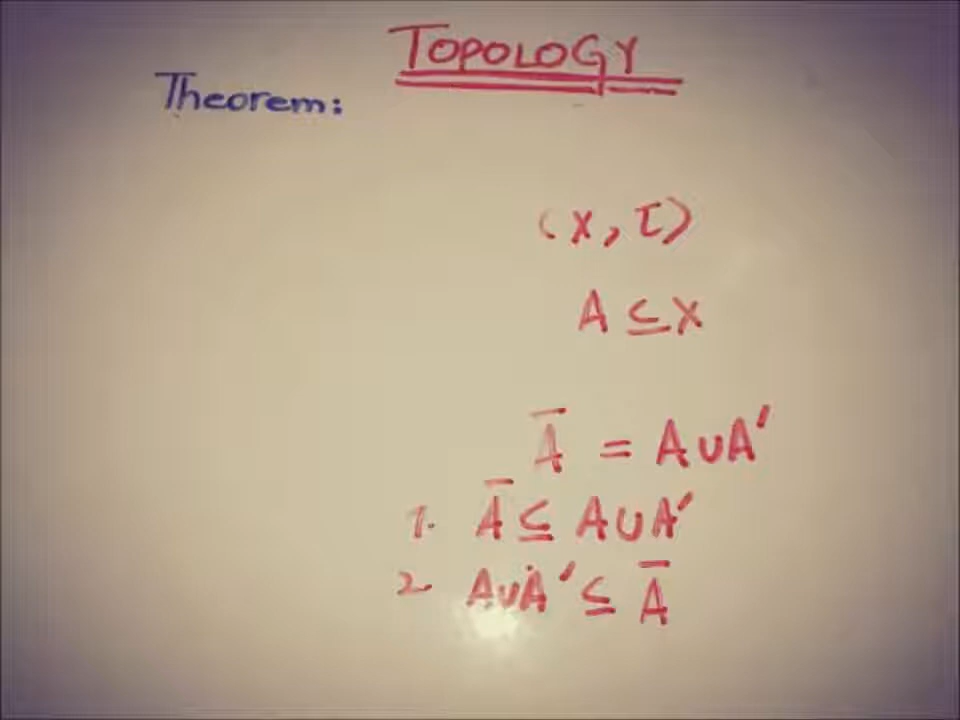 TOPOLOGY
Theorem:
(X, τ)
A ⊆ X
A̅ = A∪A'
1. A̅ ⊆ A∪A'
2. A∪A' ⊆ A̅